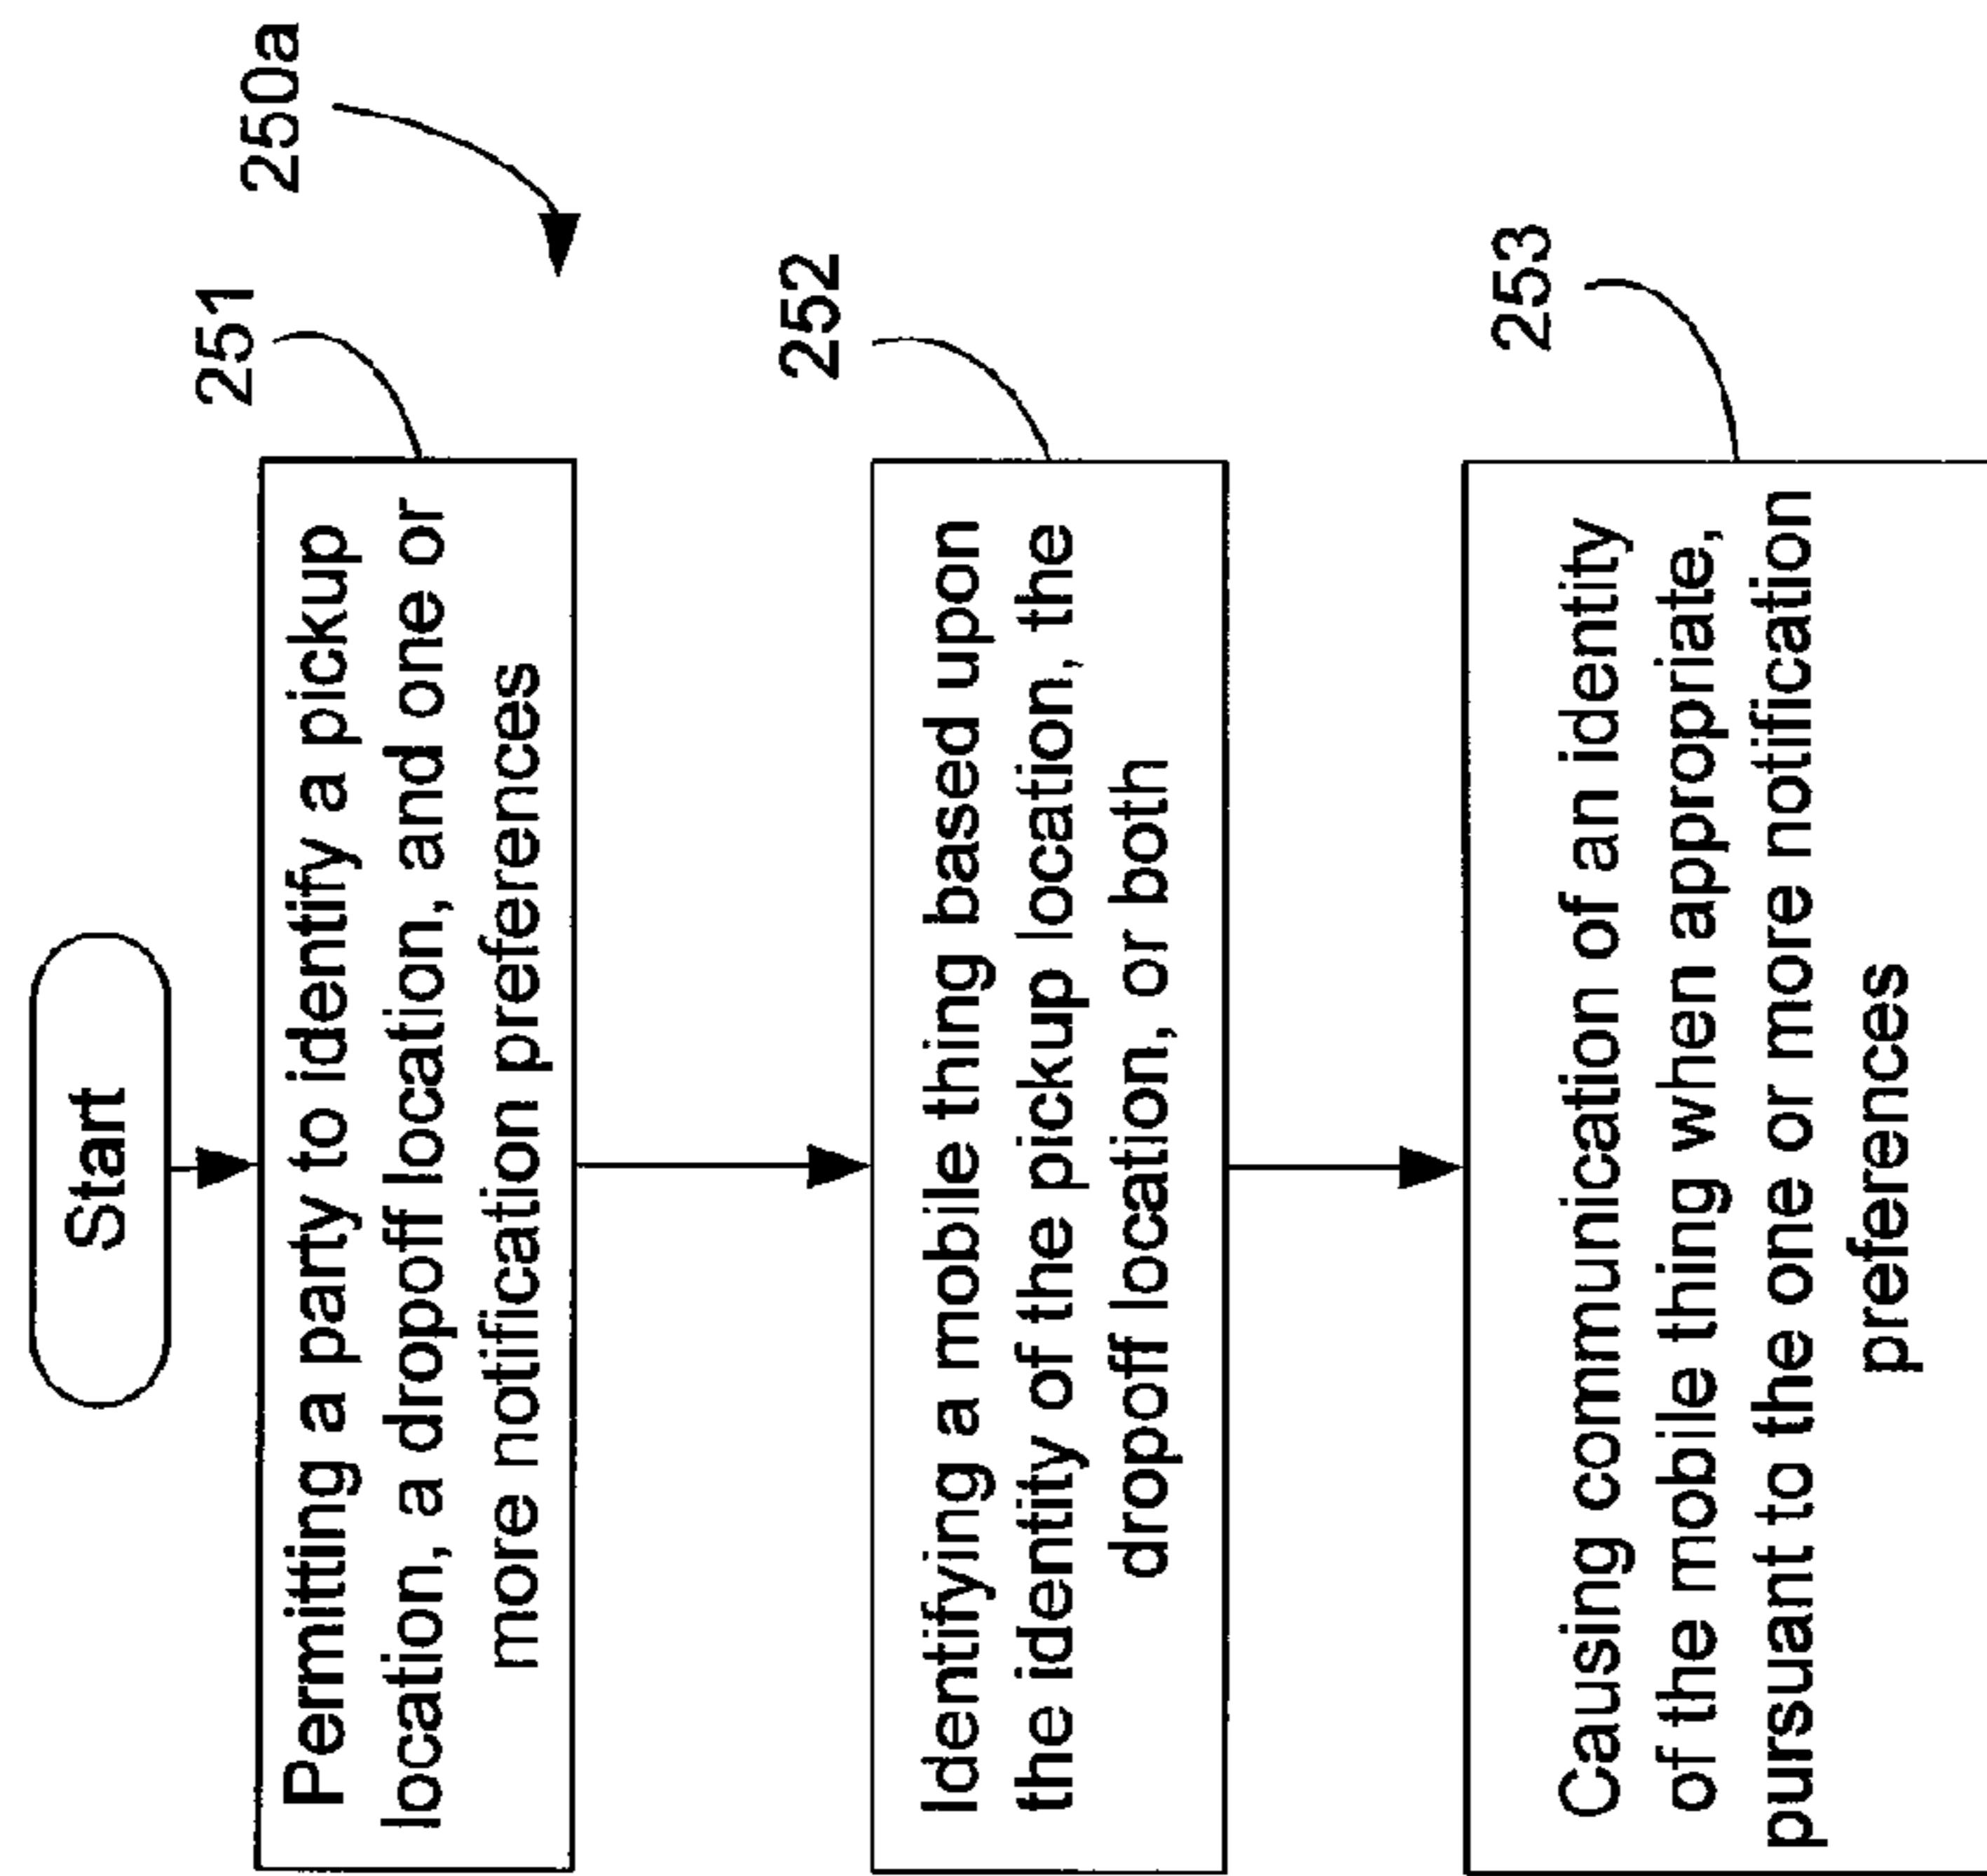 Start
250a
251
Permitting a party to identify a pickup
location, a dropoff location, and one or
more notification preferences
252
Identifying a mobile thing based upon
the identity of the pickup location, the
dropoff location, or both
253
Causing communication of an identity
of the mobile thing when appropriate,
pursuant to the one or more notification
preferences